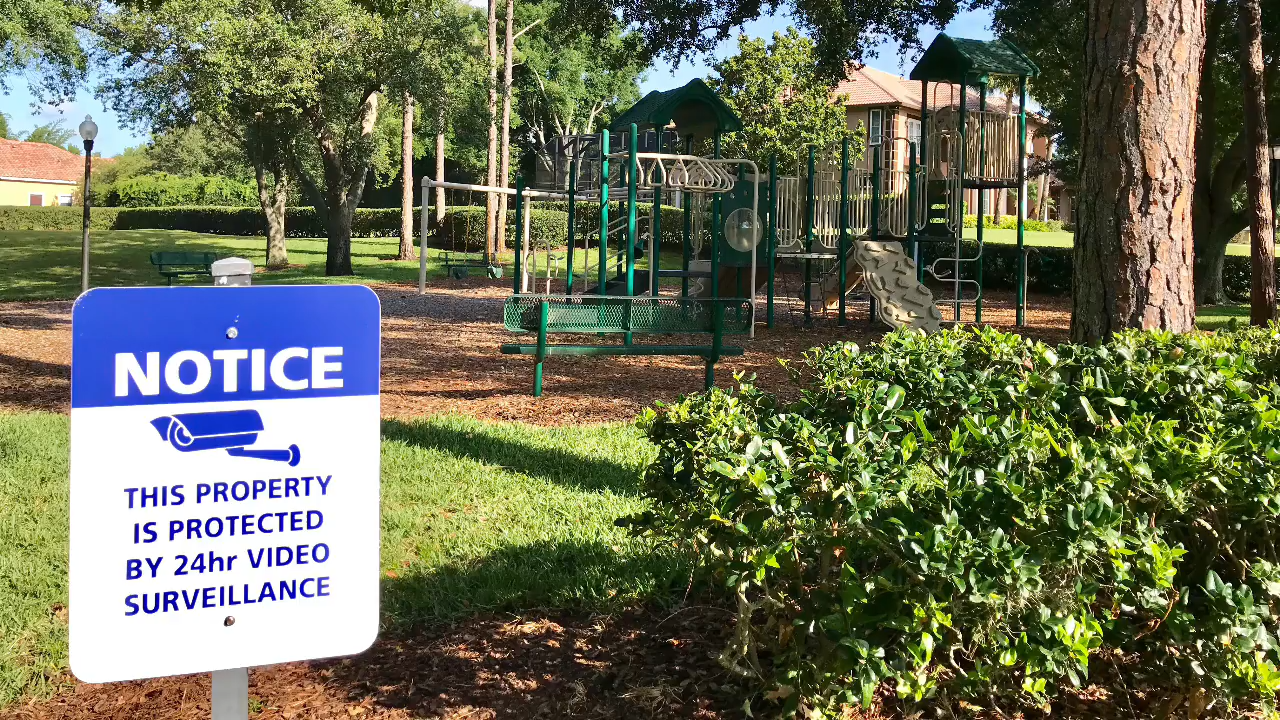 NOTICE
THIS PROPERTY
IS PROTECTED
BY 24hr VIDEO
SURVEILLANCE